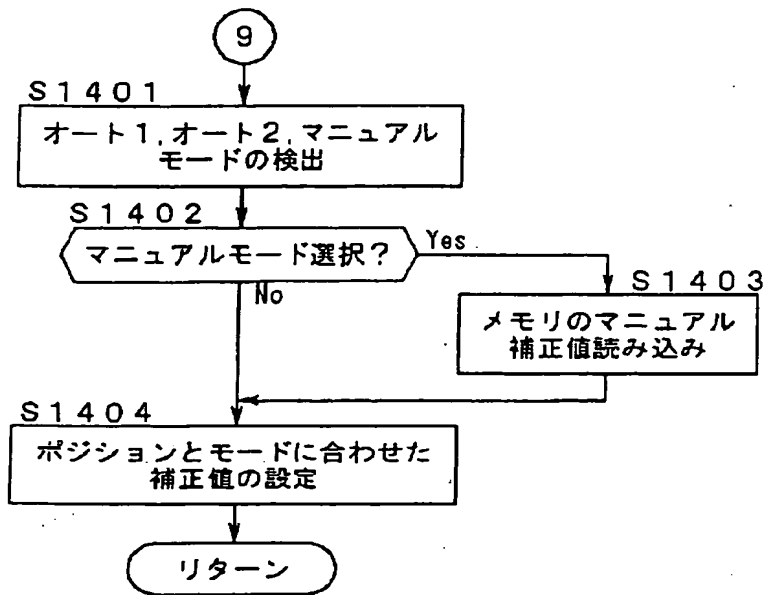 9
S1401
オート1,オート2,マニュアル
モードの検出
S1402
マニュアルモード選択?
Yes
No
S1403
メモリのマニュアル
補正値読み込み
S1404
ポジションとモードに合わせた
補正値の設定
リターン